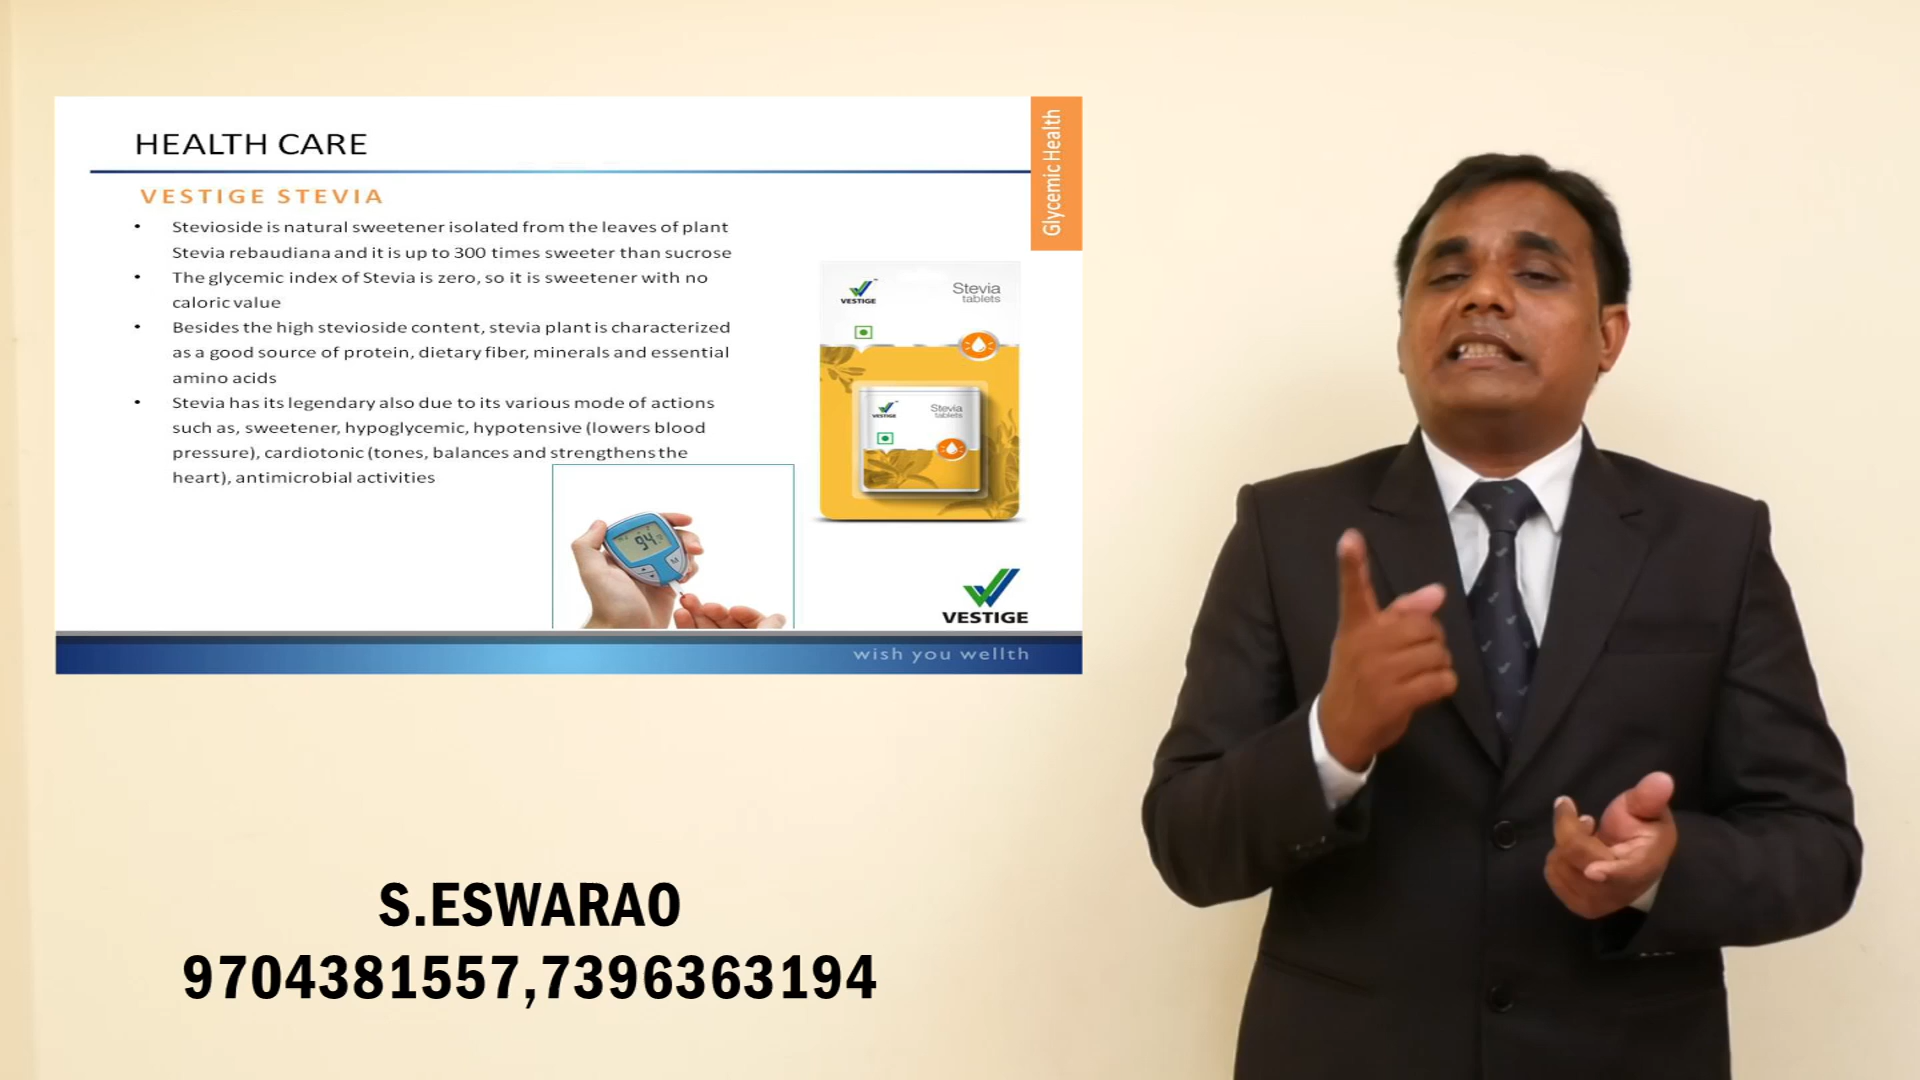 HEALTH CARE
Glycemic Health
VESTIGE STEVIA
• Stevioside is natural sweetener isolated from the leaves of plant
Stevia rebaudiana and it is up to 300 times sweeter than sucrose
• The glycemic index of Stevia is zero, so it is sweetener with no
caloric value
• Besides the high stevioside content, stevia plant is characterized
as a good source of protein, dietary fiber, minerals and essential
amino acids
• Stevia has its legendary also due to its various mode of actions
such as, sweetener, hypoglycemic, hypotensive (lowers blood
pressure), cardiotonic (tones, balances and strengthens the
heart), antimicrobial activities
VESTIGE
Stevia
tablets
VESTIGE
Stevia
tablets
94
M
VESTIGE
wish you wellth
S.ESWARAO
9704381557,7396363194